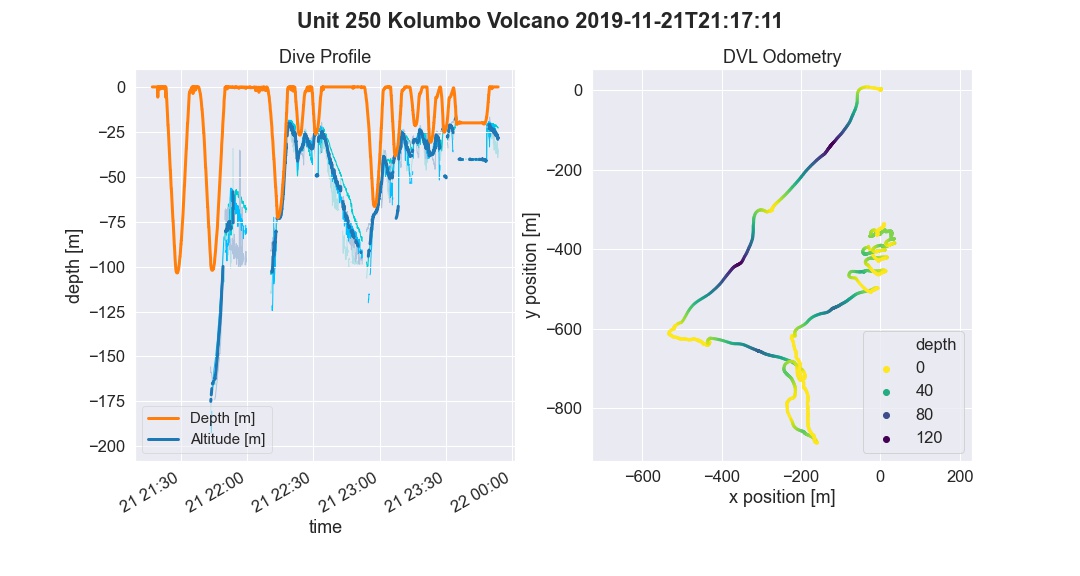 Unit 250 Kolumbo Volcano 2019-11-21T21:17:11
Dive Profile
depth [m]
0
−25
−50
−75
−100
−125
−150
−175
−200
Depth [m]
Altitude [m]
21 21:30
21 22:00
21 22:30
21 23:00
21 23:30
22 00:00
time
DVL Odometry
y position [m]
0
−200
−400
−600
−800
depth
0
40
80
120
−600
−400
−200
0
200
x position [m]